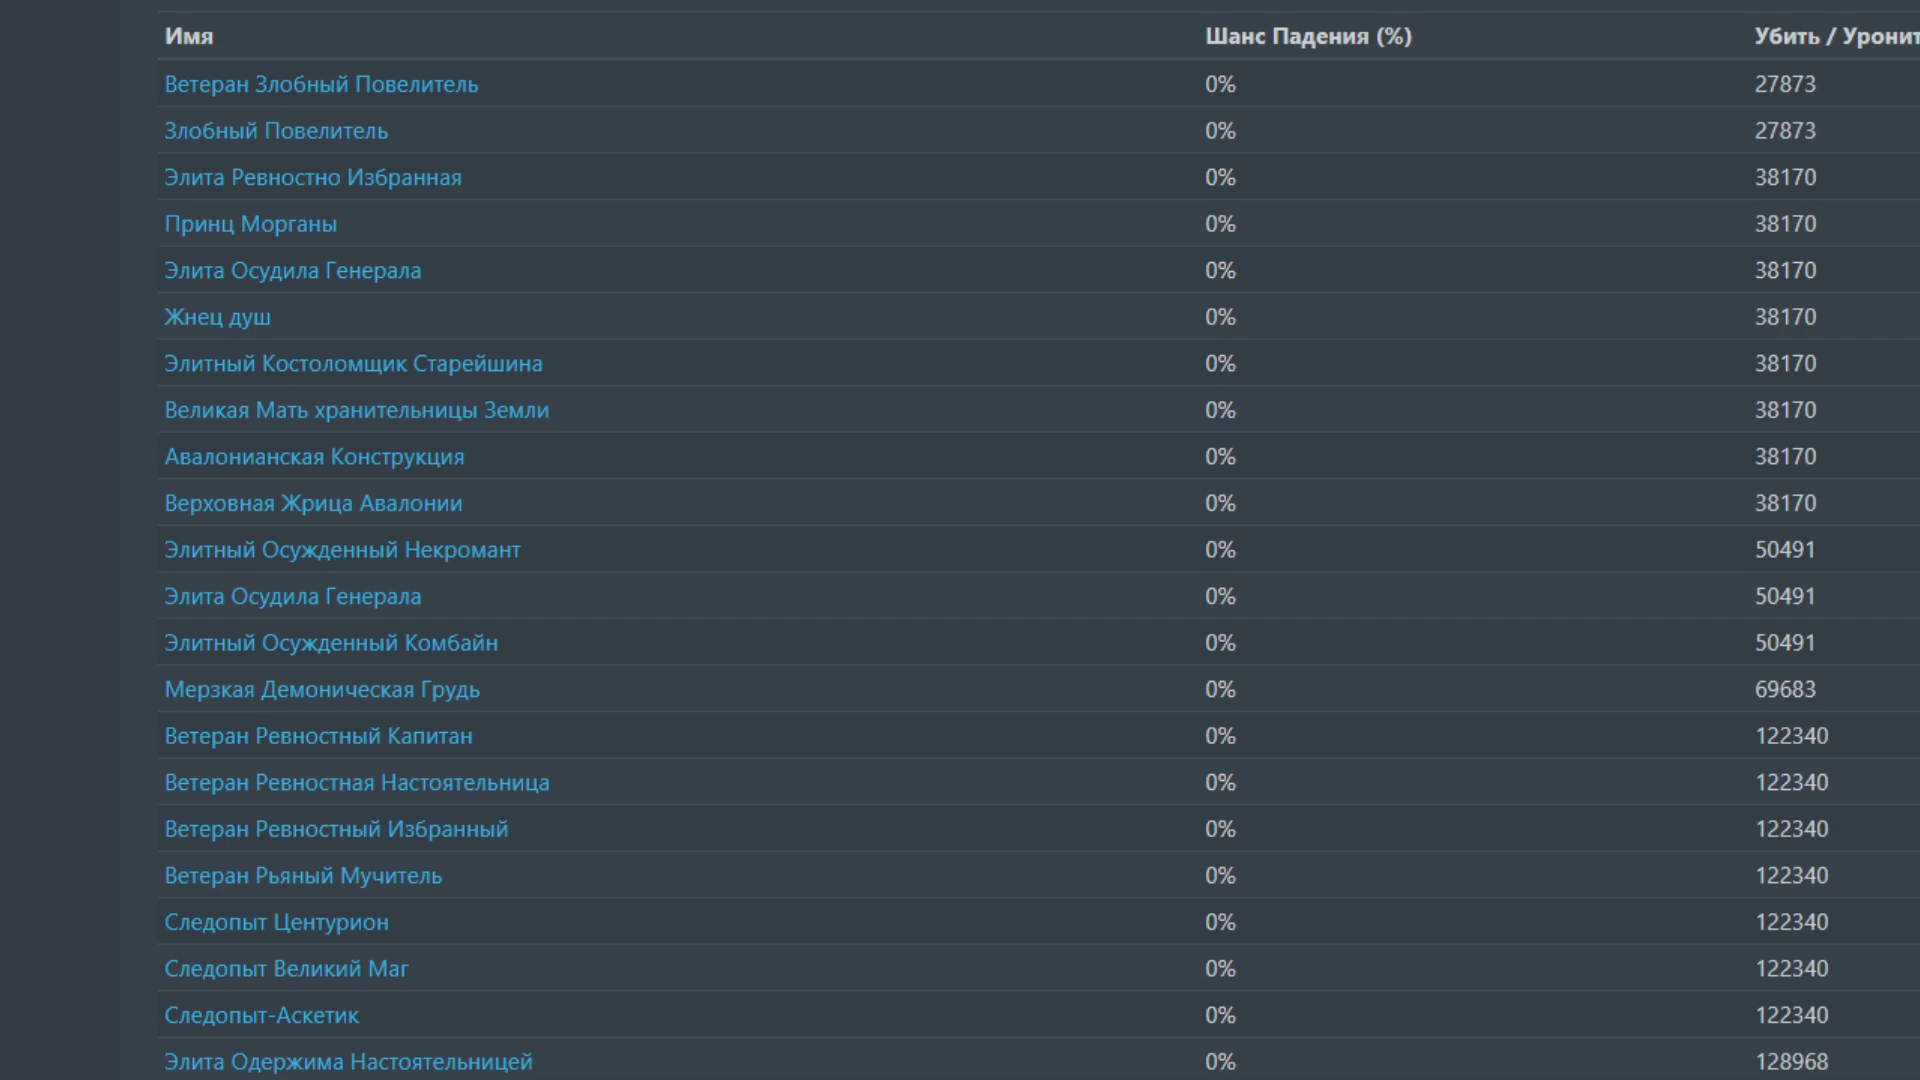 Имя Шанс Падения (%) Убить / Уронит
Ветеран Злобный Повелитель 0% 27873
Злобный Повелитель 0% 27873
Элита Ревностно Избранная 0% 38170
Принц Морганы 0% 38170
Элита Осудила Генерала 0% 38170
Жнец душ 0% 38170
Элитный Костоломщик Старейшина 0% 38170
Великая Мать хранительницы Земли 0% 38170
Авалонианская Конструкция 0% 38170
Верховная Жрица Авалонии 0% 38170
Элитный Осужденный Некромант 0% 50491
Элита Осудила Генерала 0% 50491
Элитный Осужденный Комбайн 0% 50491
Мерзкая Демоническая Грудь 0% 69683
Ветеран Ревностный Капитан 0% 122340
Ветеран Ревностная Настоятельница 0% 122340
Ветеран Ревностный Избранный 0% 122340
Ветеран Рьяный Мучитель 0% 122340
Следопыт Центурион 0% 122340
Следопыт Великий Маг 0% 122340
Следопыт-Аскетик 0% 122340
Элита Одержима Настоятельницей 0% 128968